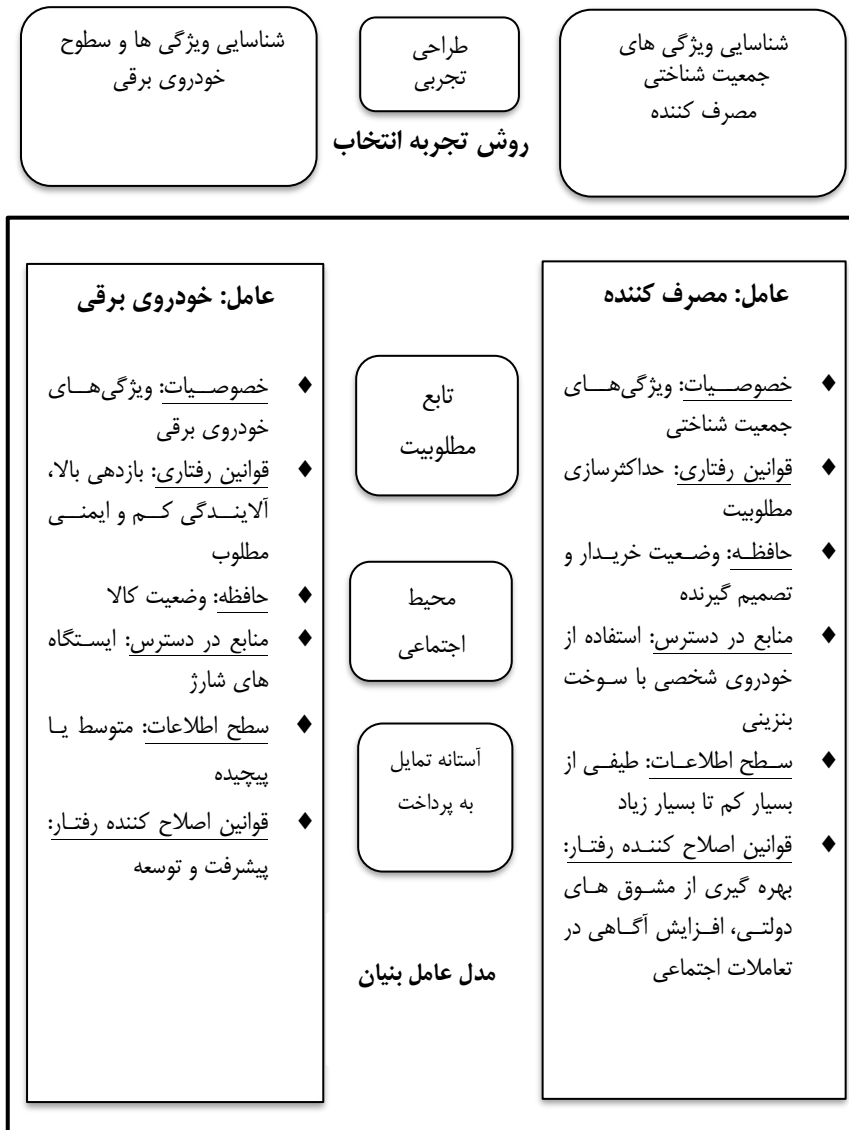 شناسایی ویژگی های
جمعیت شناختی
مصرف کننده
طراحی
تجربی
شناسایی ویژگی ها و سطوح
خودروی برقی
روش تجربه انتخاب
عامل: مصرف کننده
♦ خصوصیات: ویژگی‌های
جمعیت شناختی
♦ قوانین رفتاری: حداکثرسازی
مطلوبیت
♦ حافظه: وضعیت خریدار و
تصمیم گیرنده
♦ منابع در دسترس: استفاده از
خودروی شخصی با سوخت
بنزینی
♦ سطح اطلاعات: طیفی از
بسیار کم تا بسیار زیاد
♦ قوانین اصلاح کننده رفتار:
بهره گیری از مشوق های
دولتی، افزایش آگاهی در
تعاملات اجتماعی
تابع
مطلوبیت
محیط
اجتماعی
آستانه تمایل
به پرداخت
مدل عامل بنیان
عامل: خودروی برقی
♦ خصوصیات: ویژگی‌های
خودروی برقی
♦ قوانین رفتاری: بازدهی بالا،
آلایندگی کم و ایمنی
مطلوب
♦ حافظه: وضعیت کالا
♦ منابع در دسترس: ایستگاه
های شارژ
♦ سطح اطلاعات: متوسط یا
پیچیده
♦ قوانین اصلاح کننده رفتار:
پیشرفت و توسعه